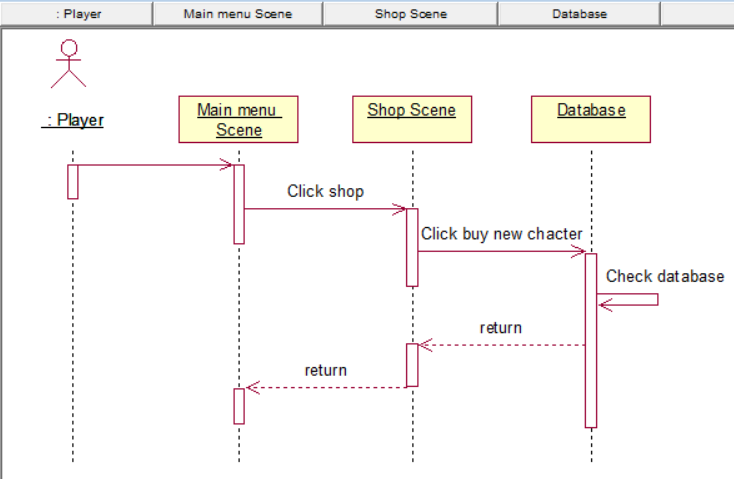 : Player
Main menu Scene
Shop Scene
Database
: Player
Main menu
Scene
Shop Scene
Database
Click shop
Click buy new chacter
Check database
return
return